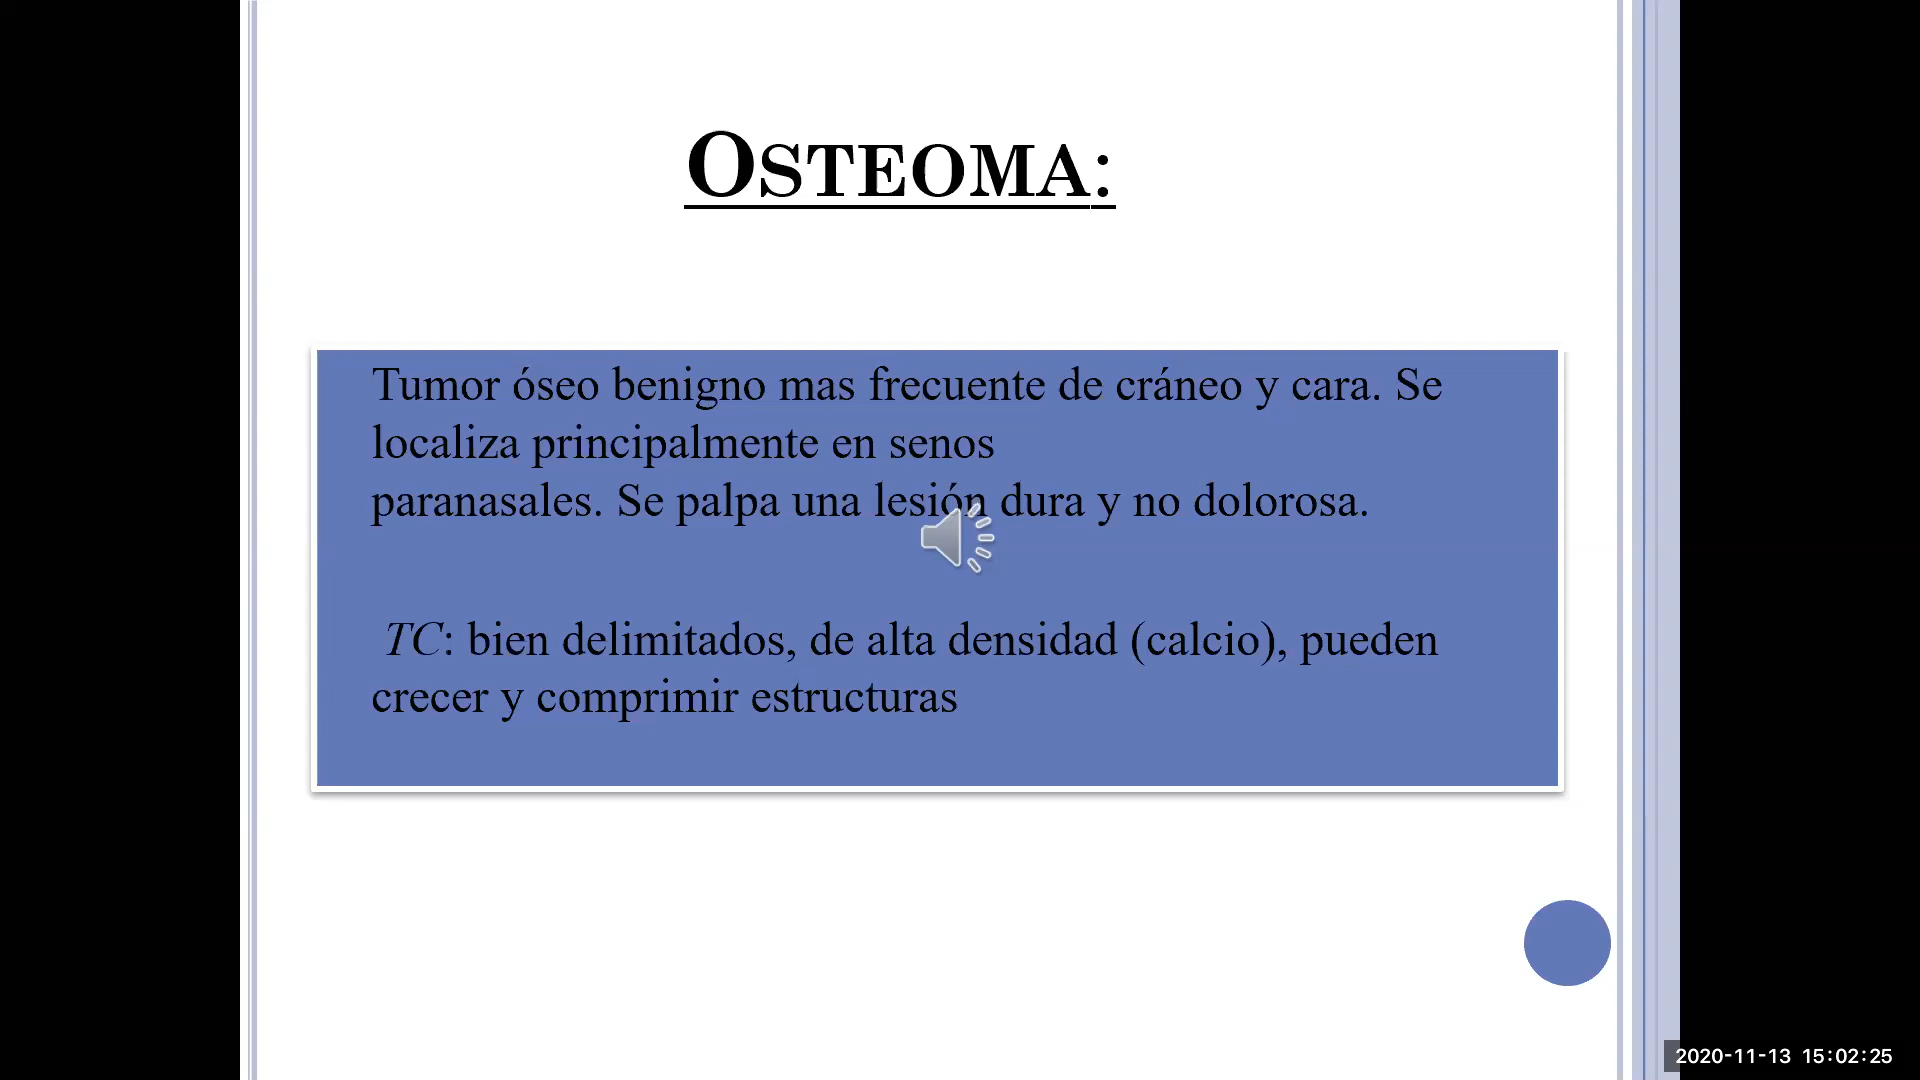 OSTEOMA:
Tumor óseo benigno mas frecuente de cráneo y cara. Se
localiza principalmente en senos
paranasales. Se palpa una lesión dura y no dolorosa.
TC: bien delimitados, de alta densidad (calcio), pueden
crecer y comprimir estructuras
2020-11-13 15:02:25